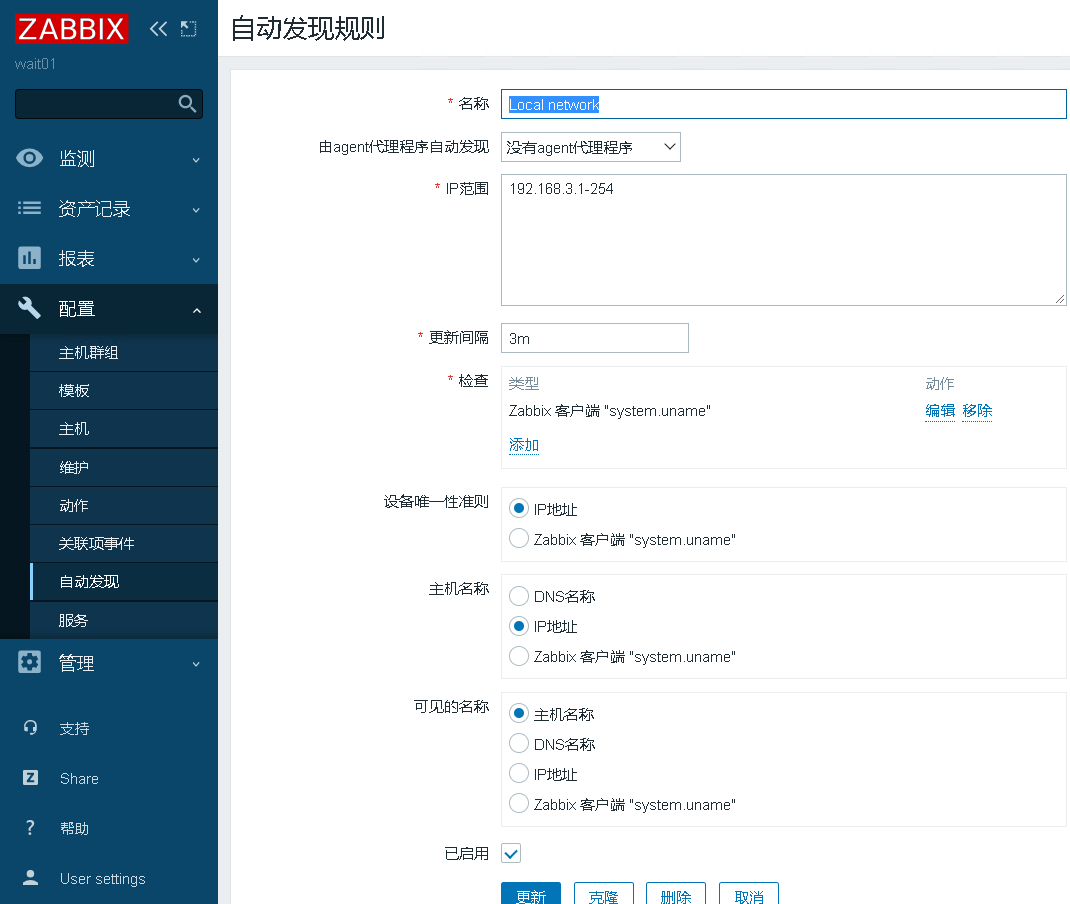 ZABBIX
wait01
监测
资产记录
报表
配置
主机群组
模板
主机
维护
动作
关联项事件
自动发现
服务
管理
支持
Share
帮助
User settings
自动发现规则
* 名称 Local network
由agent代理程序自动发现 没有agent代理程序
* IP范围 192.168.3.1-254
* 更新间隔 3m
* 检查 类型 动作
Zabbix 客户端 "system.uname" 编辑 移除
添加
设备唯一性准则 IP地址
Zabbix 客户端 "system.uname"
主机名称 DNS名称
IP地址
Zabbix 客户端 "system.uname"
可见的名称 主机名称
DNS名称
IP地址
Zabbix 客户端 "system.uname"
已启用
更新 克隆 删除 取消